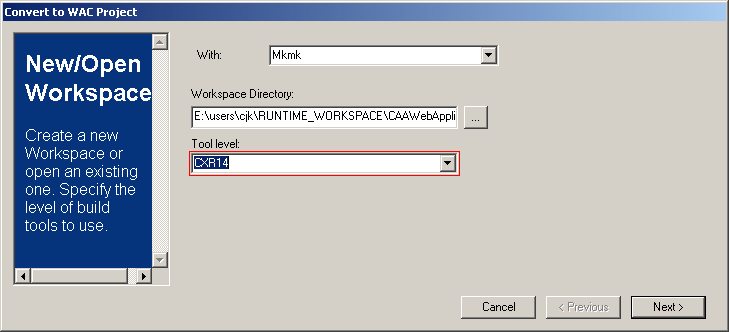 Convert to WAC Project
New/Open
Workspace
Create a new
Workspace or
open an existing
one. Specify the
level of build
tools to use.
With:
Mkmk
Workspace Directory:
E:\users\cjk\RUNTIME_WORKSPACE\CAAWebAppli
...
Tool level:
CXR14
Cancel
< Previous
Next >